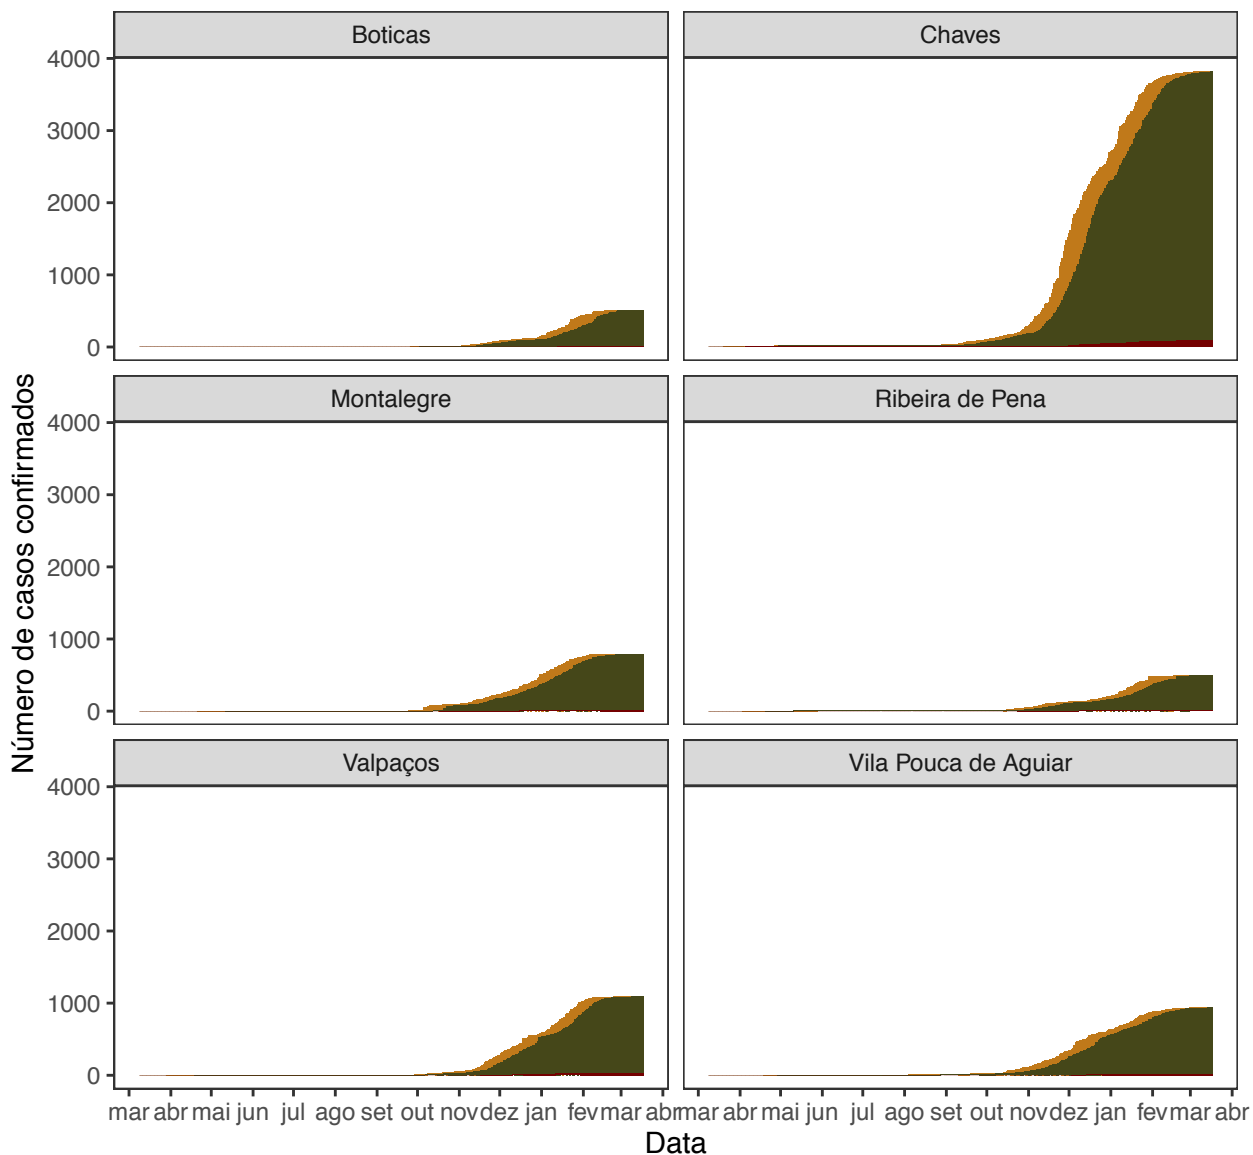 Boticas
Chaves
4000
3000
2000
1000
0
Montalegre
Ribeira de Pena
4000
3000
2000
1000
0
Valpaços
Vila Pouca de Aguiar
4000
3000
2000
1000
0
mar abr mai jun jul ago set out nov dez jan fev mar abr
mar abr mai jun jul ago set out nov dez jan fev mar abr
Data
Número de casos confirmados